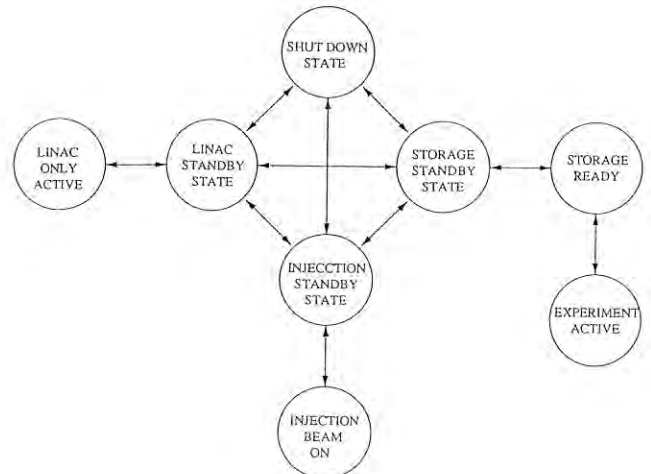 SHUT DOWN
STATE
LINAC
ONLY
ACTIVE
LINAC
STANDBY
STATE
STORAGE
STANDBY
STATE
STORAGE
READY
INJECCTION
STANDBY
STATE
EXPERIMENT
ACTIVE
INJECTION
BEAM
ON